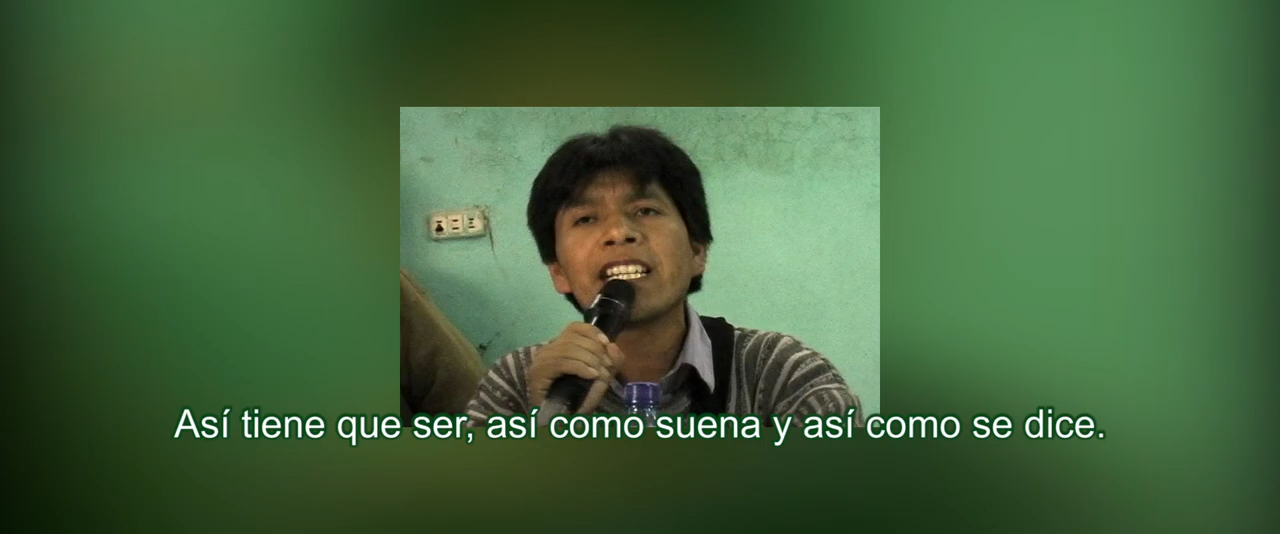 Así tiene que ser, así como suena y así como se dice.